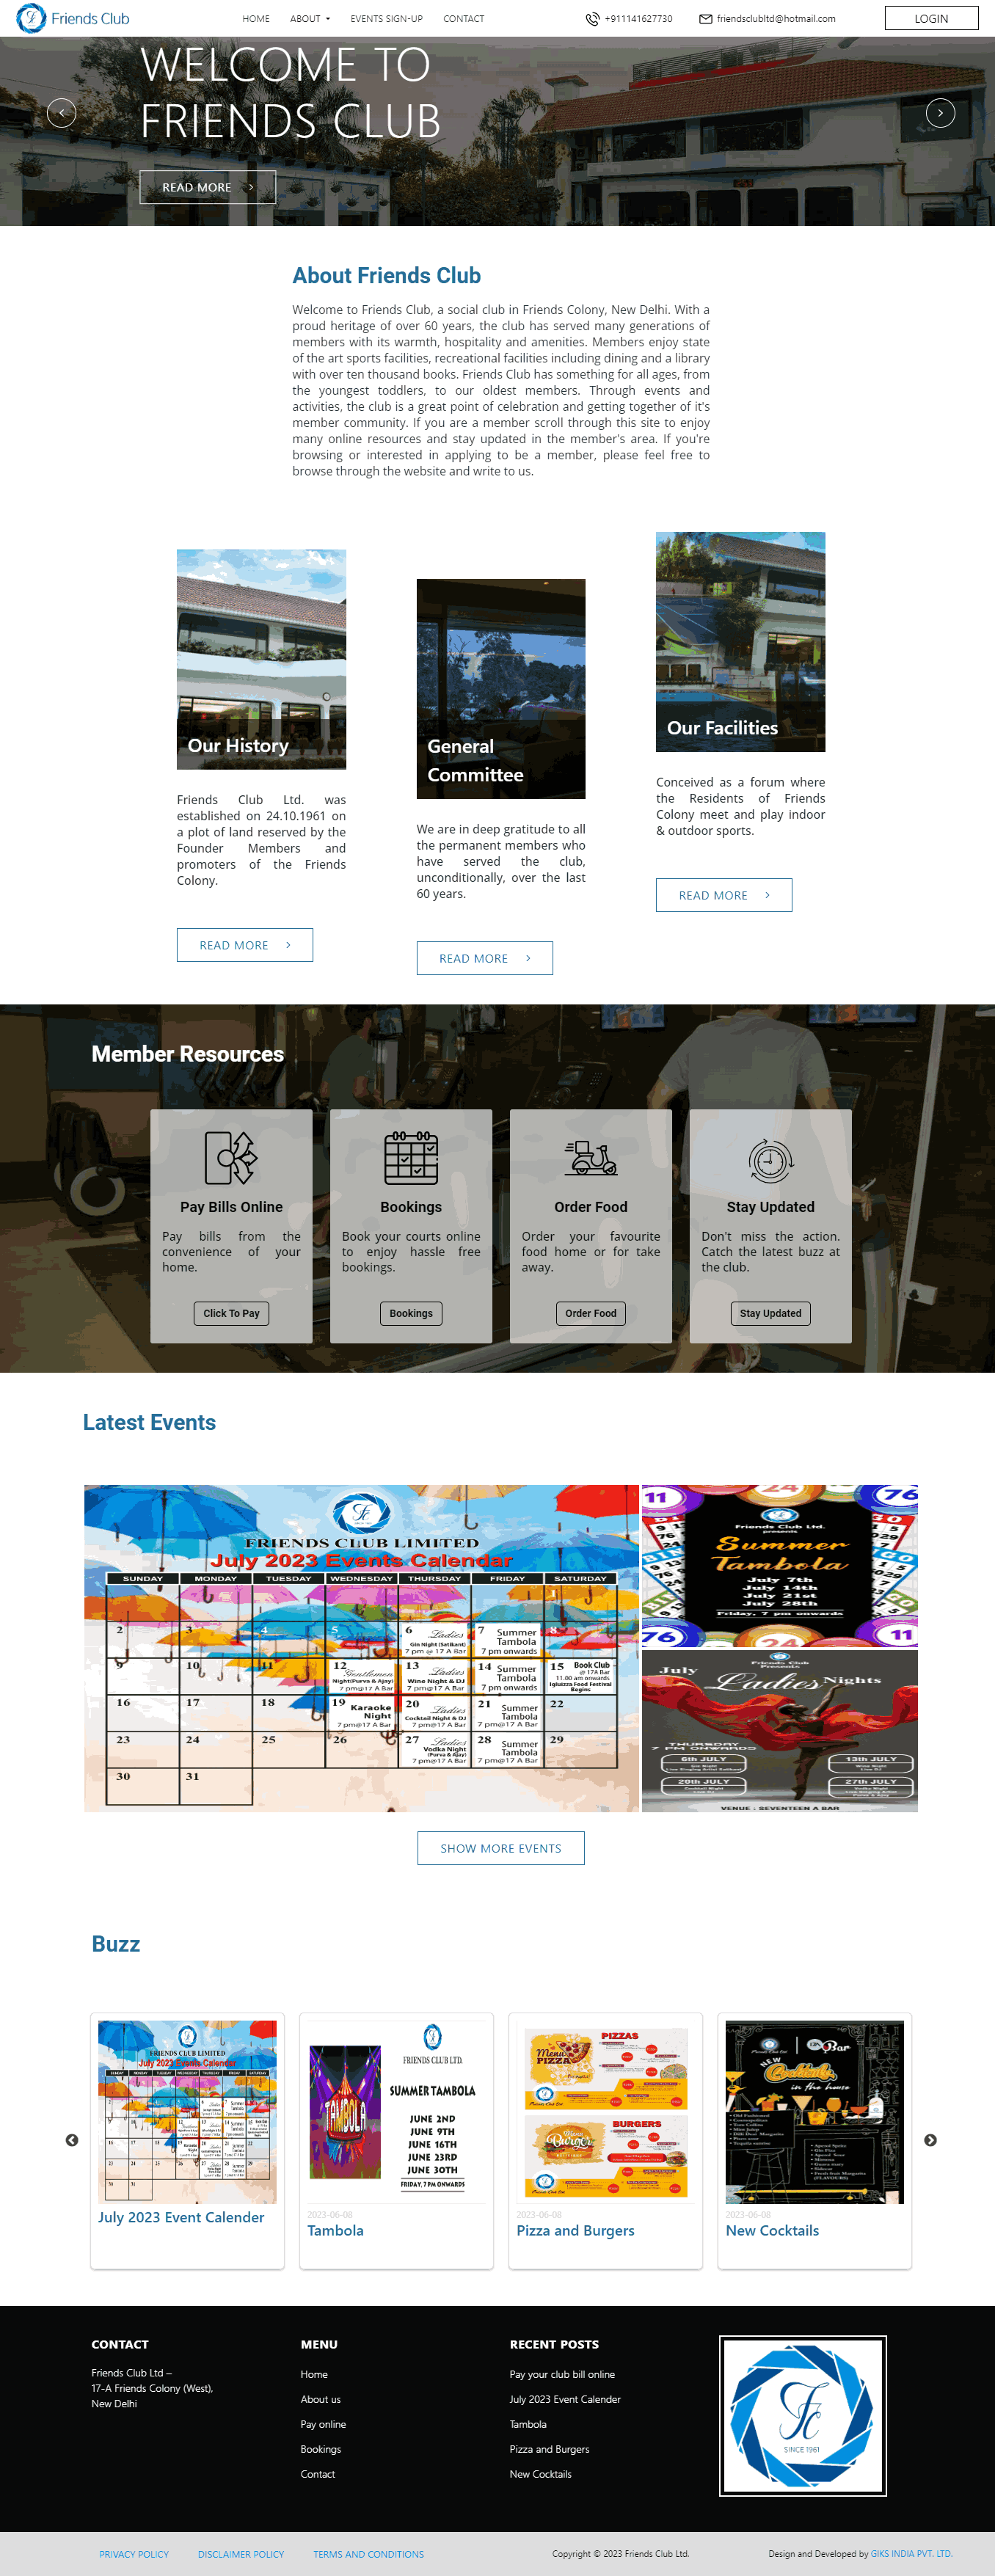 Friends Club
HOME
ABOUT
EVENTS SIGN-UP
CONTACT
+911141627730
friendsclubltd@hotmail.com
LOGIN
WELCOME TO
FRIENDS CLUB
READ MORE
About Friends Club
Welcome to Friends Club, a social club in Friends Colony, New Delhi. With a
proud heritage of over 60 years, the club has served many generations of
members with its warmth, hospitality and amenities. Members enjoy state
of the art sports facilities, recreational facilities including dining and a library
with over ten thousand books. Friends Club has something for all ages, from
the youngest toddlers, to our oldest members. Through events and
activities, the club is a great point of celebration and getting together of it's
member community. If you are a member scroll through this site to enjoy
many online resources and stay updated in the member's area. If you're
browsing or interested in applying to be a member, please feel free to
browse through the website and write to us.
Our History
Friends Club Ltd. was
established on 24.10.1961 on
a plot of land reserved by the
Founder Members and
promoters of the Friends
Colony.
READ MORE
General
Committee
We are in deep gratitude to all
the permanent members who
have served the club,
unconditionally, over the last
60 years.
READ MORE
Our Facilities
Conceived as a forum where
the Residents of Friends
Colony meet and play indoor
& outdoor sports.
READ MORE
Member Resources
Pay Bills Online
Pay bills from the
convenience of your
home.
Click To Pay
Bookings
Book your courts online
to enjoy hassle free
bookings.
Bookings
Order Food
Order your favourite
food home or for take
away.
Order Food
Stay Updated
Don't miss the action.
Catch the latest buzz at
the club.
Stay Updated
Latest Events
FRIENDS CLUB LIMITED
July 2023 Events Calendar
SUNDAY MONDAY TUESDAY WEDNESDAY THURSDAY FRIDAY SATURDAY
1
2 3 4 5
6 Ladies
Gin Night (Satikant)
7 pm @ 17 A Bar
7 Summer
Tambola
7 pm onwards
8
9 10 11
12 Gentlemen
Night(Purva & Ajay)
7 pm@17 A Bar
13 Ladies
Wine Night & DJ
7 pm@17 A Bar
14 Summer
Tambola
7 pm onwards
15 Book Club
@ 17A Bar
11.00 am onwards
Igluizza Food Festival
Begins
16 17 18
19 Karaoke
Night
7 pm@17 A Bar
20 Ladies
Cocktail Night & DJ
7 pm@17 A Bar
21 Summer
Tambola
7 pm@17 A Bar
22
23 24 25 26
27 Ladies
Vodka Night
(Purva & Ajay)
7 pm@17 A Bar
28 Summer
Tambola
7 pm@17 A Bar
29
30 31
Friends Club Ltd.
presents
Summer
Tambola
July 7th
July 14th
July 21st
July 28th
Friday, 7 pm onwards
Friends Club
Presents
July
Ladies Nights
THURSDAY
7 PM ONWARDS
6th JULY
13th JULY
20th JULY
27th JULY
VENUE : SEVENTEEN A BAR
SHOW MORE EVENTS
Buzz
FRIENDS CLUB LIMITED
July 2023 Events Calendar
July 2023 Event Calender
FRIENDS CLUB LTD.
TAMBOLA
SUMMER TAMBOLA
JUNE 2ND
JUNE 9TH
JUNE 16TH
JUNE 23RD
JUNE 30TH
FRIDAY, 7 PM ONWARDS
2023-06-08
Tambola
Menu
PIZZA
PIZZAS
Menu
Burger
BURGERS
2023-06-08
Pizza and Burgers
Bar
NEW
Cocktails
in the house
2023-06-08
New Cocktails
CONTACT
Friends Club Ltd –
17-A Friends Colony (West),
New Delhi
MENU
Home
About us
Pay online
Bookings
Contact
RECENT POSTS
Pay your club bill online
July 2023 Event Calender
Tambola
Pizza and Burgers
New Cocktails
SINCE 1961
PRIVACY POLICY
DISCLAIMER POLICY
TERMS AND CONDITIONS
Copyright © 2023 Friends Club Ltd.
Design and Developed by GIKS INDIA PVT. LTD.